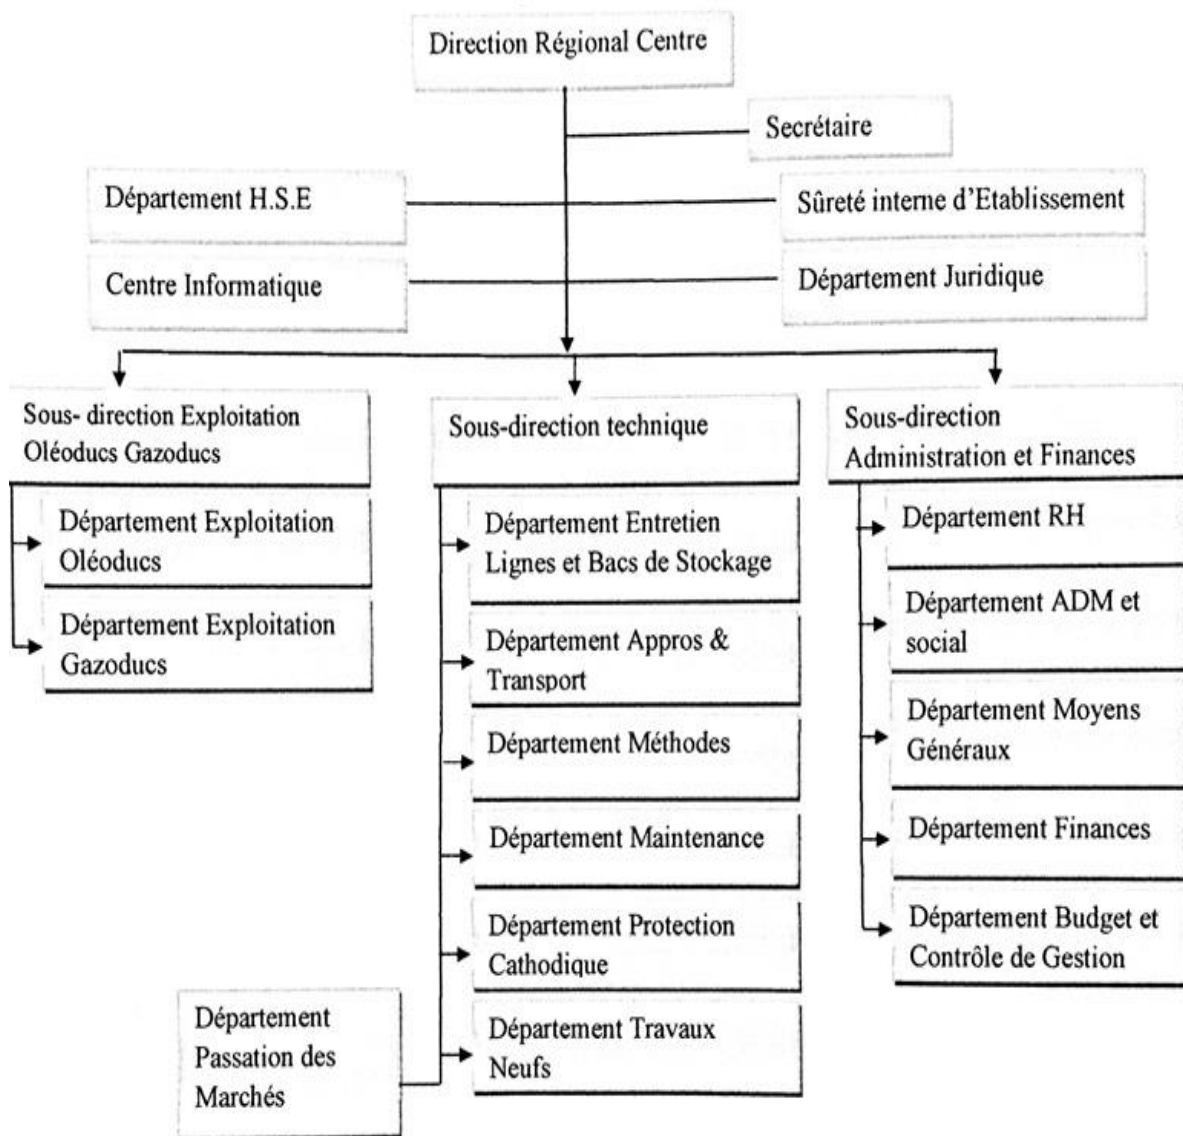 Direction Régional Centre
Secrétaire
Département H.S.E
Sûreté interne d'Etablissement
Centre Informatique
Département Juridique
Sous- direction Exploitation
Oléoducs Gazoducs
Département Exploitation
Oléoducs
Département Exploitation
Gazoducs
Sous-direction technique
Département Entretien
Lignes et Bacs de Stockage
Département Appros &
Transport
Département Méthodes
Département Maintenance
Département Protection
Cathodique
Département Travaux
Neufs
Département
Passation des
Marchés
Sous-direction
Administration et Finances
Département RH
Département ADM et
social
Département Moyens
Généraux
Département Finances
Département Budget et
Contrôle de Gestion